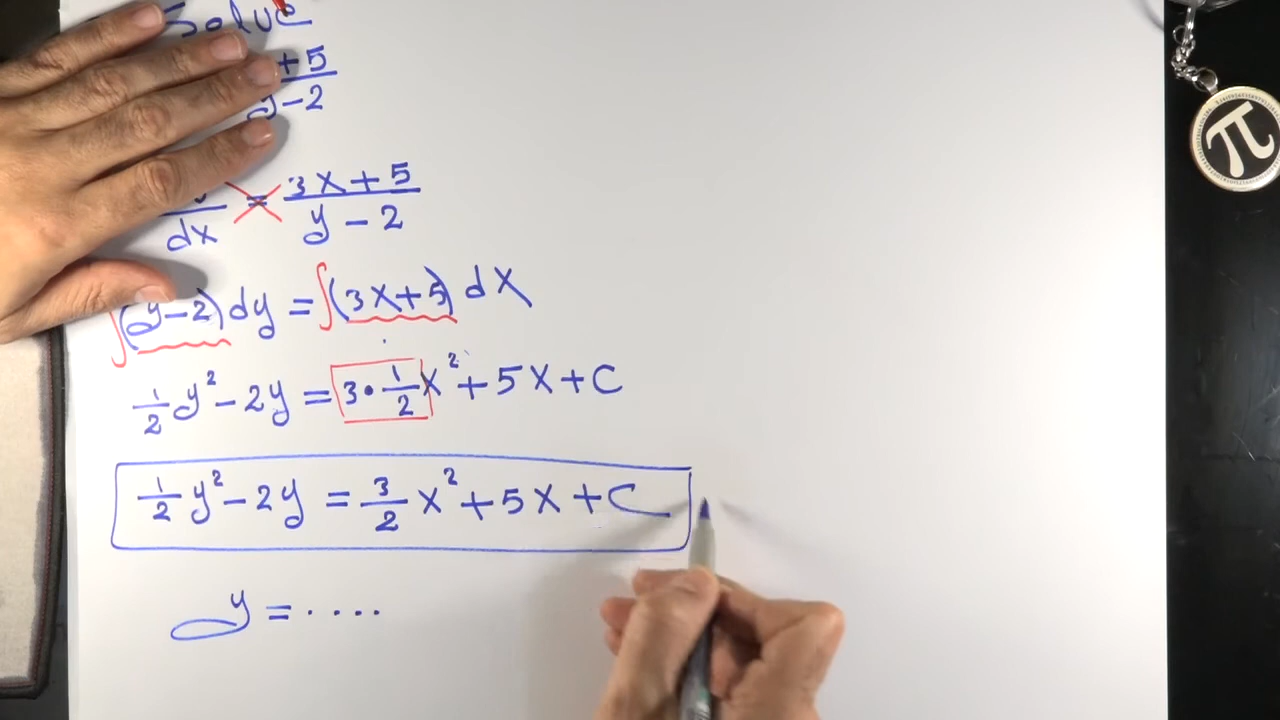 Solve
+5
y-2
dx = 3x+5
y-2
∫(y-2)dy = ∫(3x+5)dx
1/2 y² - 2y = 3·1/2 x² + 5x + C
1/2 y² - 2y = 3/2 x² + 5x + C
y = ....
π